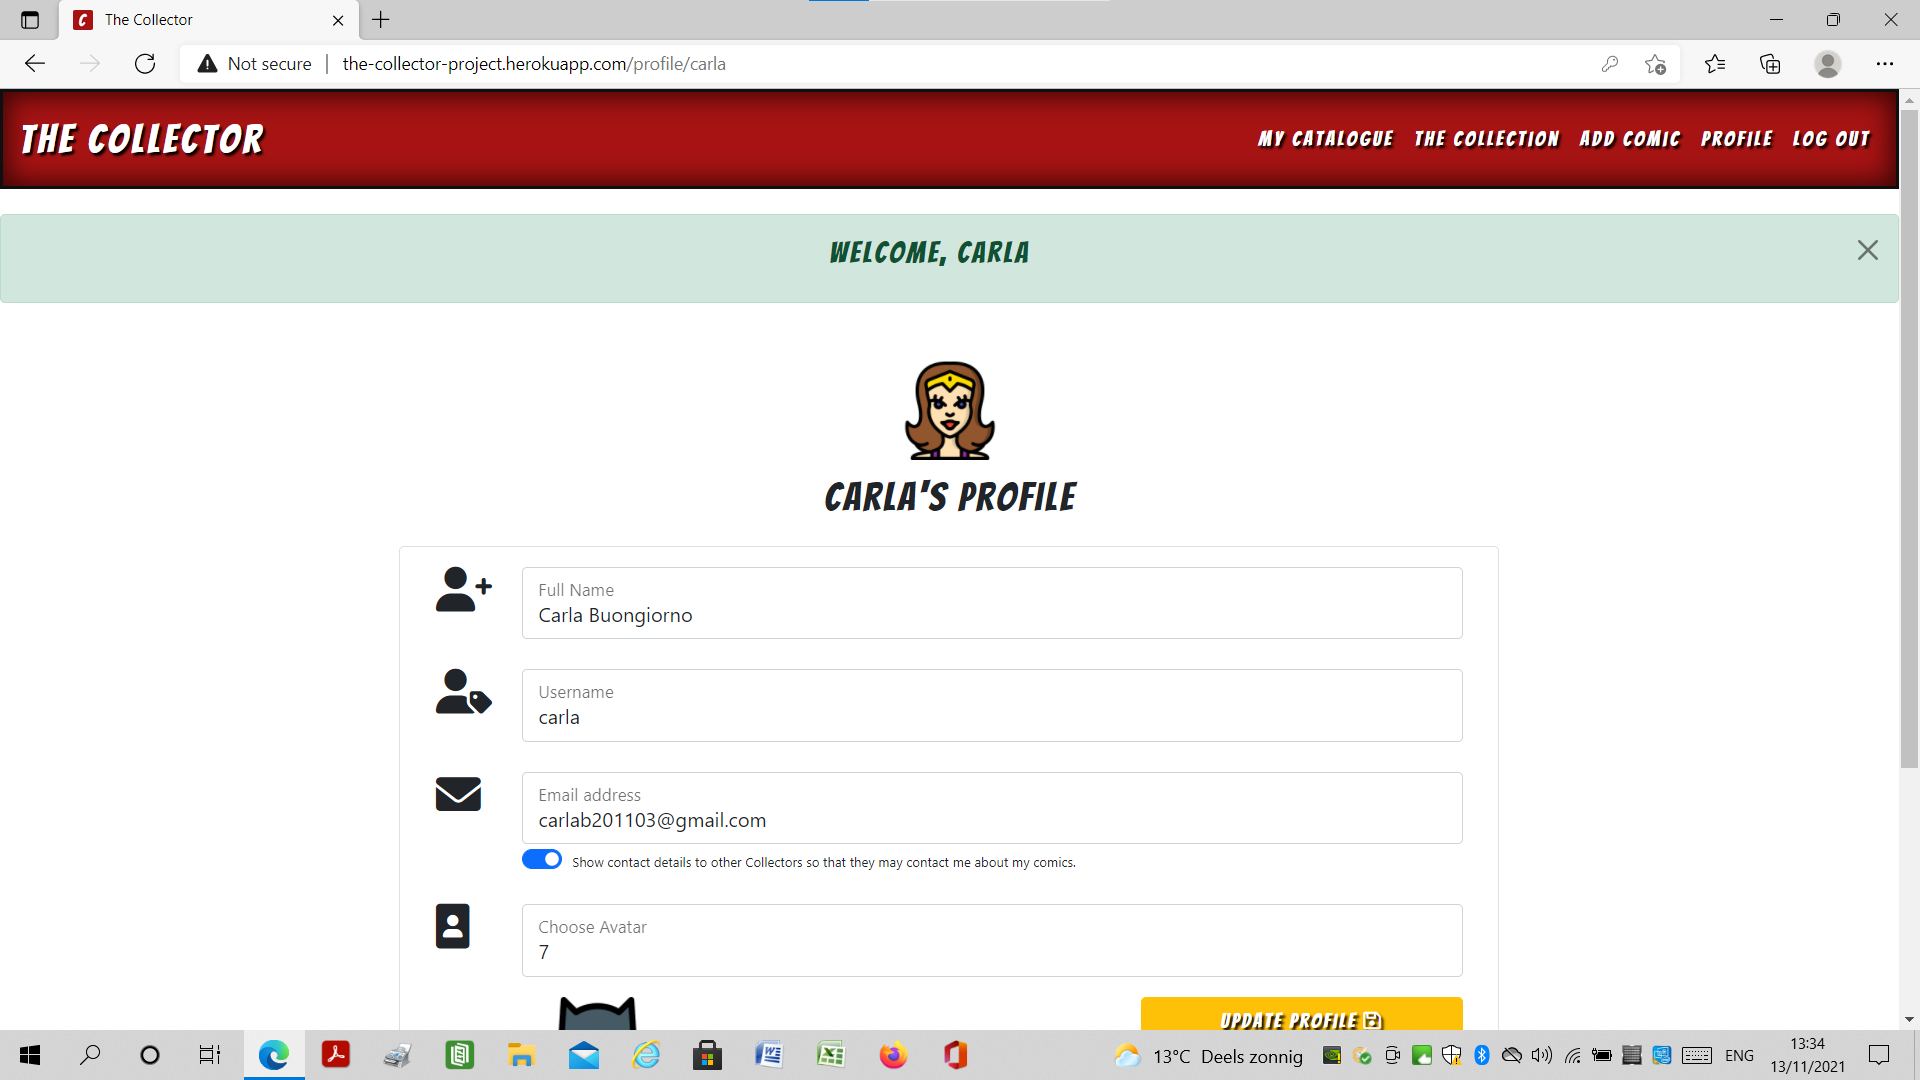 The Collector
Not secure
the-collector-project.herokuapp.com/profile/carla
THE COLLECTOR
MY CATALOGUE THE COLLECTION ADD COMIC PROFILE LOG OUT
WELCOME, CARLA
CARLA'S PROFILE
Full Name
Carla Buongiorno
Username
carla
Email address
carlab201103@gmail.com
Show contact details to other Collectors so that they may contact me about my comics.
Choose Avatar
7
UPDATE PROFILE
13°C Deels zonnig
ENG
13:34
13/11/2021